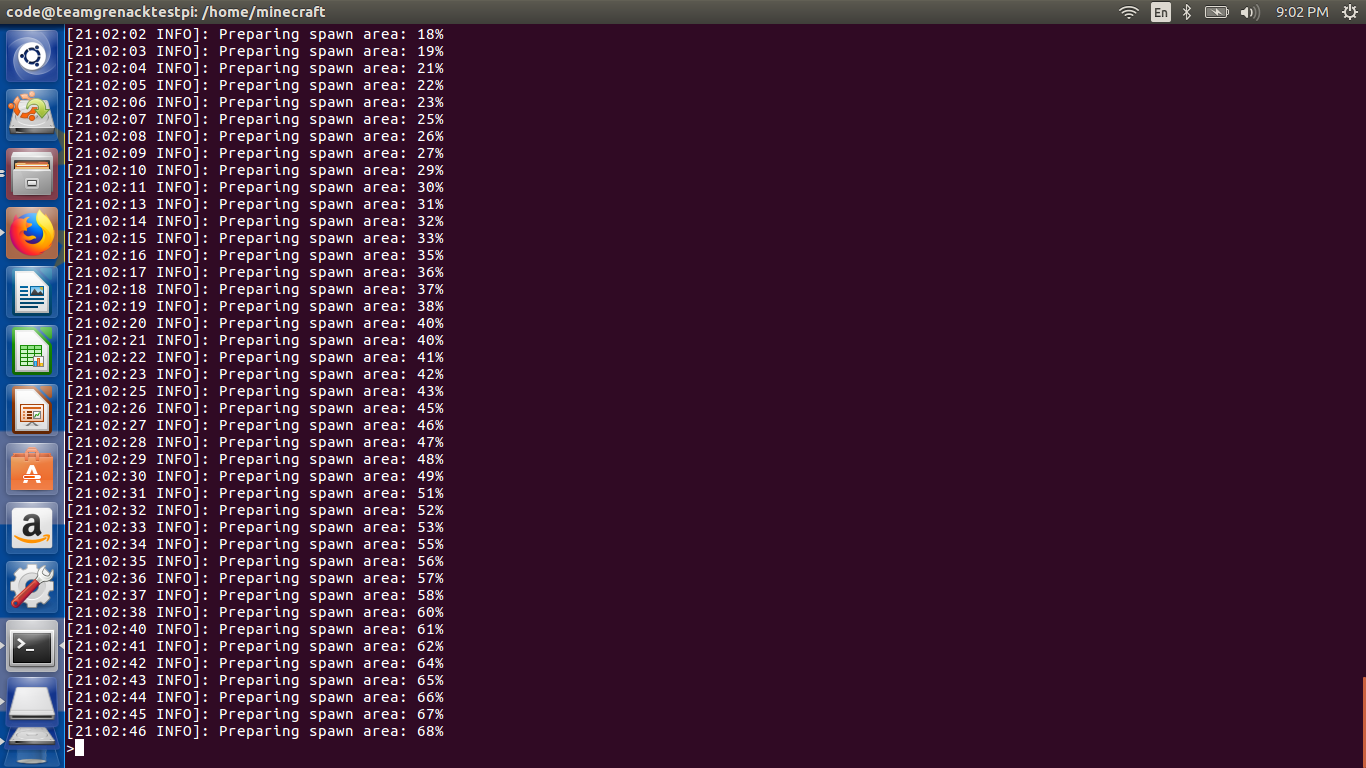 code@teamgrenacktestpi: /home/minecraft
En
9:02 PM
[21:02:02 INFO]: Preparing spawn area: 18%
[21:02:03 INFO]: Preparing spawn area: 19%
[21:02:04 INFO]: Preparing spawn area: 21%
[21:02:05 INFO]: Preparing spawn area: 22%
[21:02:06 INFO]: Preparing spawn area: 23%
[21:02:07 INFO]: Preparing spawn area: 25%
[21:02:08 INFO]: Preparing spawn area: 26%
[21:02:09 INFO]: Preparing spawn area: 27%
[21:02:10 INFO]: Preparing spawn area: 29%
[21:02:11 INFO]: Preparing spawn area: 30%
[21:02:13 INFO]: Preparing spawn area: 31%
[21:02:14 INFO]: Preparing spawn area: 32%
[21:02:15 INFO]: Preparing spawn area: 33%
[21:02:16 INFO]: Preparing spawn area: 35%
[21:02:17 INFO]: Preparing spawn area: 36%
[21:02:18 INFO]: Preparing spawn area: 37%
[21:02:19 INFO]: Preparing spawn area: 38%
[21:02:20 INFO]: Preparing spawn area: 40%
[21:02:21 INFO]: Preparing spawn area: 40%
[21:02:22 INFO]: Preparing spawn area: 41%
[21:02:23 INFO]: Preparing spawn area: 42%
[21:02:25 INFO]: Preparing spawn area: 43%
[21:02:26 INFO]: Preparing spawn area: 45%
[21:02:27 INFO]: Preparing spawn area: 46%
[21:02:28 INFO]: Preparing spawn area: 47%
[21:02:29 INFO]: Preparing spawn area: 48%
[21:02:30 INFO]: Preparing spawn area: 49%
[21:02:31 INFO]: Preparing spawn area: 51%
[21:02:32 INFO]: Preparing spawn area: 52%
[21:02:33 INFO]: Preparing spawn area: 53%
[21:02:34 INFO]: Preparing spawn area: 55%
[21:02:35 INFO]: Preparing spawn area: 56%
[21:02:36 INFO]: Preparing spawn area: 57%
[21:02:37 INFO]: Preparing spawn area: 58%
[21:02:38 INFO]: Preparing spawn area: 60%
[21:02:40 INFO]: Preparing spawn area: 61%
[21:02:41 INFO]: Preparing spawn area: 62%
[21:02:42 INFO]: Preparing spawn area: 64%
[21:02:43 INFO]: Preparing spawn area: 65%
[21:02:44 INFO]: Preparing spawn area: 66%
[21:02:45 INFO]: Preparing spawn area: 67%
[21:02:46 INFO]: Preparing spawn area: 68%
>